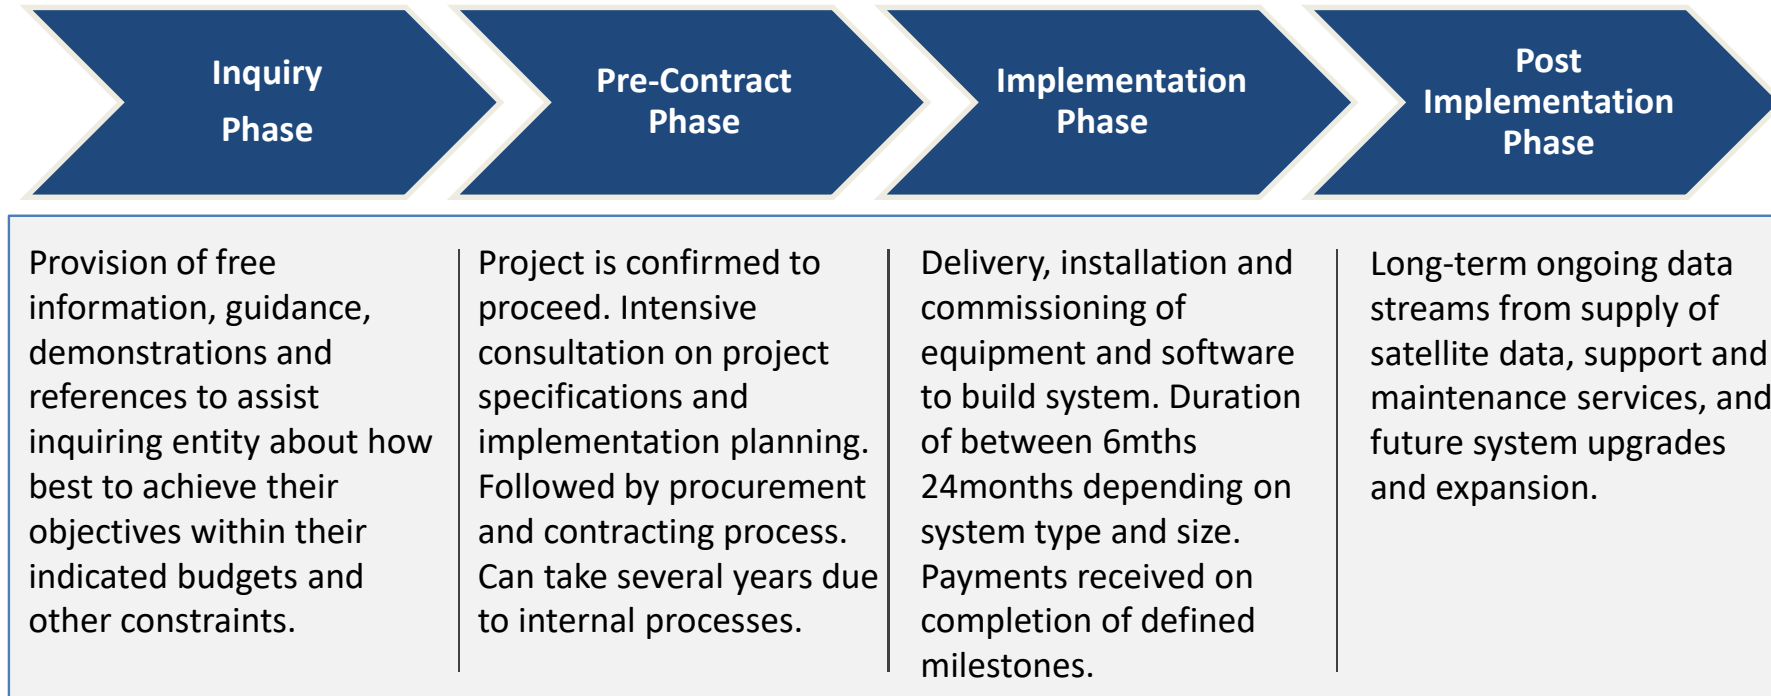 Inquiry
Phase
Pre-Contract
Phase
Implementation
Phase
Post
Implementation
Phase
Provision of free
information, guidance,
demonstrations and
references to assist
inquiring entity about how
best to achieve their
objectives within their
indicated budgets and
other constraints.
Project is confirmed to
proceed. Intensive
consultation on project
specifications and
implementation planning.
Followed by procurement
and contracting process.
Can take several years due
to internal processes.
Delivery, installation and
commissioning of
equipment and software
to build system. Duration
of between 6mths
24months depending on
system type and size.
Payments received on
completion of defined
milestones.
Long-term ongoing data
streams from supply of
satellite data, support and
maintenance services, and
future system upgrades
and expansion.